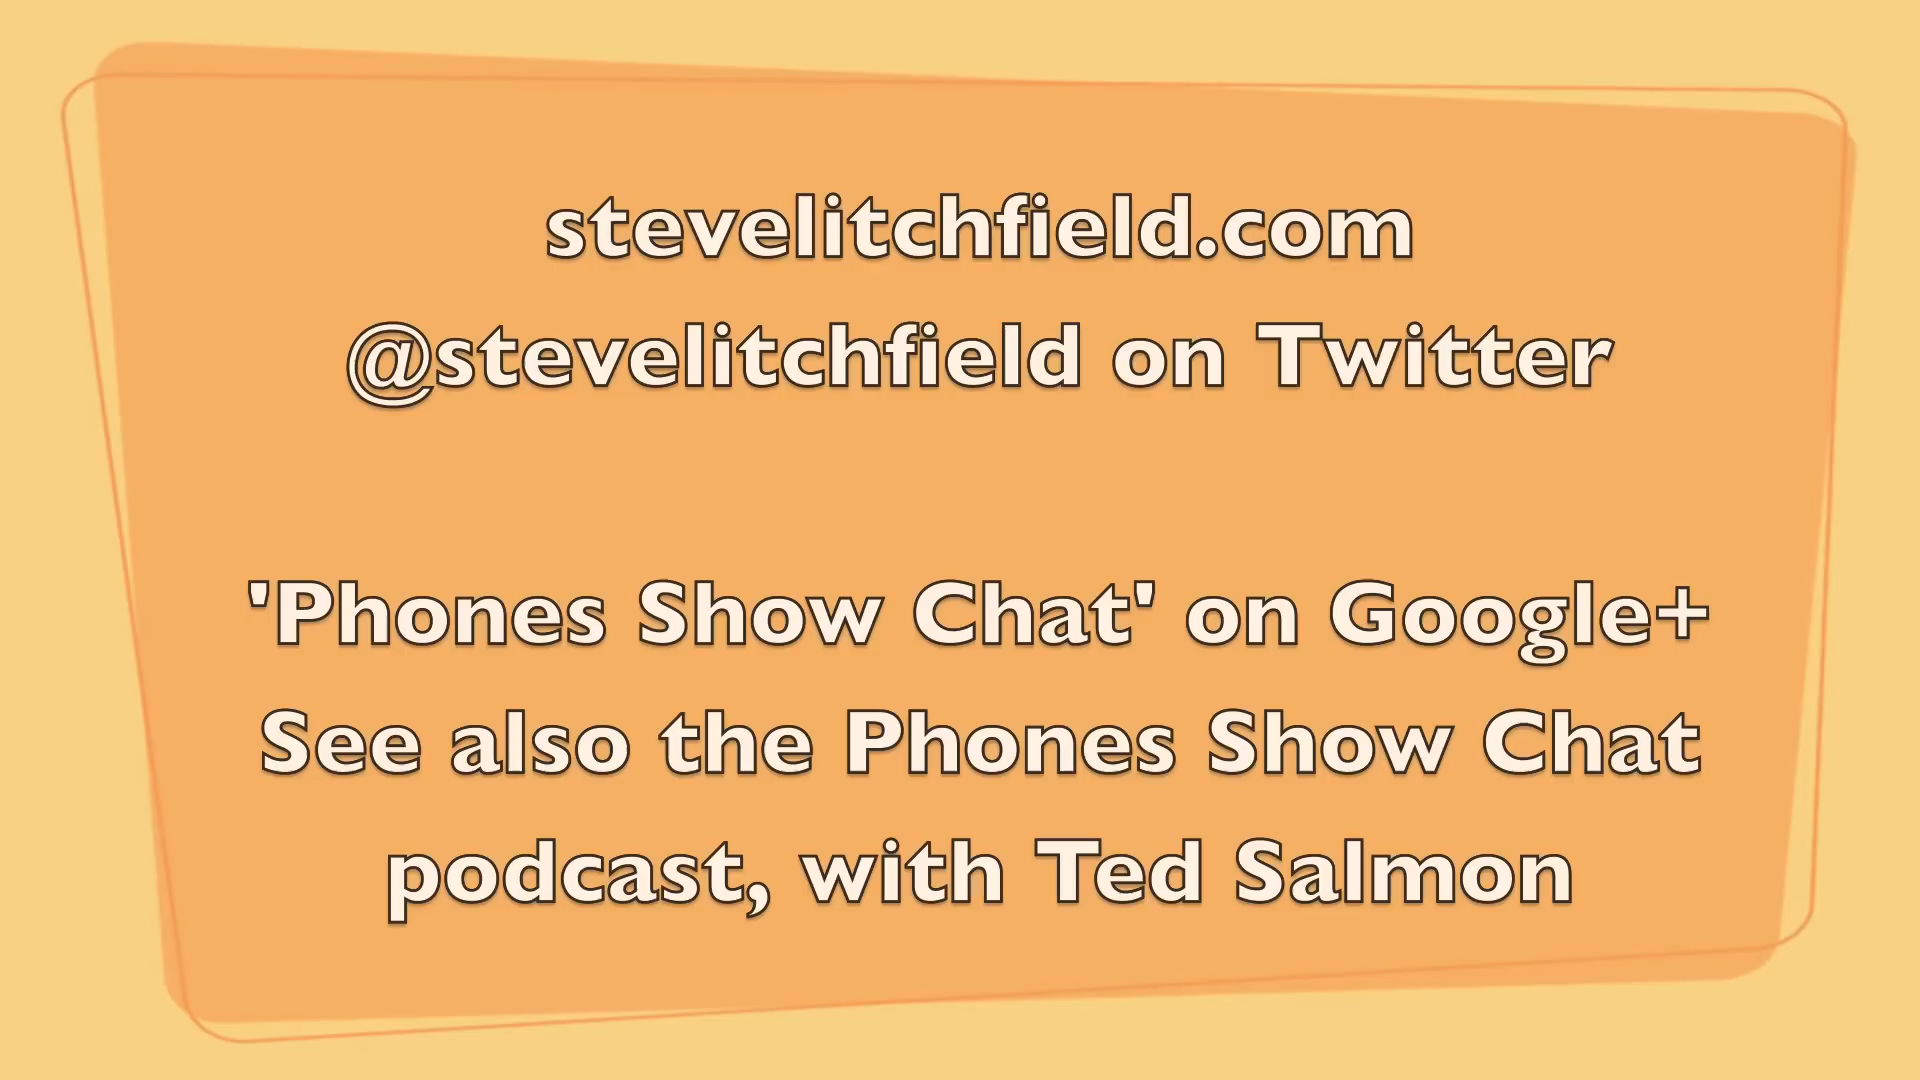 stevelitchfield.com
@stevelitchfield on Twitter
'Phones Show Chat' on Google+
See also the Phones Show Chat
podcast, with Ted Salmon